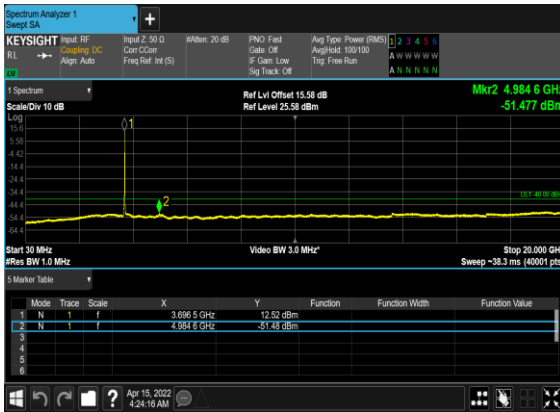 Spectrum Analyzer 1
Swept SA
+
KEYSIGHT Input: RF Input Z: 50 Ω #Atten: 20 dB PNO: Fast Avg Type: Power (RMS) 1 2 3 4 5 6
RL Coupling: DC Corr CCorr Gate: Off Avg|Hold: 100/100 A W W W W W
Align: Auto Freq Ref: Int (S) IF Gain: Low Trig: Free Run
Sig Track: Off A N N N N N
1 Spectrum
Ref Lvl Offset 15.58 dB Mkr2 4.984 6 GHz
Scale/Div 10 dB Ref Level 25.58 dBm -51.477 dBm
Log
15.6
5.58
-4.42
-14.4
-24.4
-34.4
-44.4
-54.4
-64.4
1
2
DL1 -40.00 dBm
Start 30 MHz Video BW 3.0 MHz* Stop 20.000 GHz
#Res BW 1.0 MHz Sweep ~38.3 ms (40001 pts)
5 Marker Table
Mode Trace Scale X Y Function Function Width Function Value
1 N 1 f 3.696 5 GHz 12.52 dBm
2 N 1 f 4.984 6 GHz -51.48 dBm
3
4
5
6
? Apr 15, 2022
4:24:16 AM